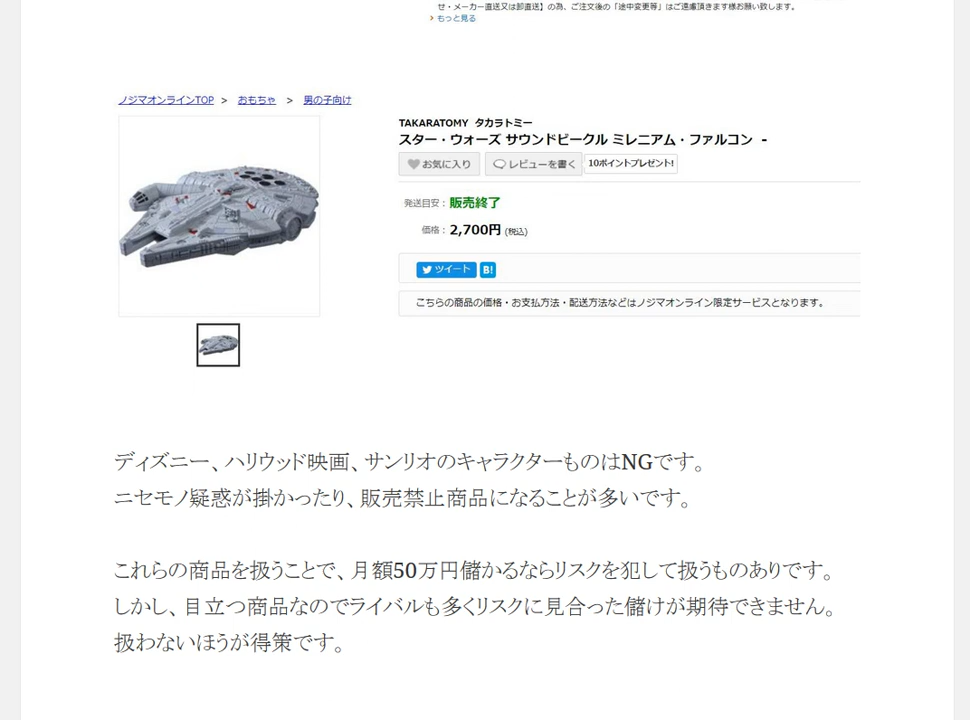 セ・メーカー直送又は卸直送】の為、ご注文後の「途中変更等」はご遠慮頂きます様お願い致します。
もっと見る
ノジマオンラインTOP > おもちゃ > 男の子向け
TAKARATOMY タカラトミー
スター・ウォーズ サウンドビークル ミレニアム・ファルコン -
お気に入り レビューを書く 10ポイントプレゼント!
発送目安：販売終了
価格：2,700円 (税込)
ツイート B!
こちらの商品の価格・お支払方法・配送方法などはノジマオンライン限定サービスとなります。
ディズニー、ハリウッド映画、サンリオのキャラクターものはNGです。
ニセモノ疑惑が掛かったり、販売禁止商品になることが多いです。
これらの商品を扱うことで、月額50万円儲かるならリスクを犯して扱うものありです。
しかし、目立つ商品なのでライバルも多くリスクに見合った儲けが期待できません。
扱わないほうが得策です。